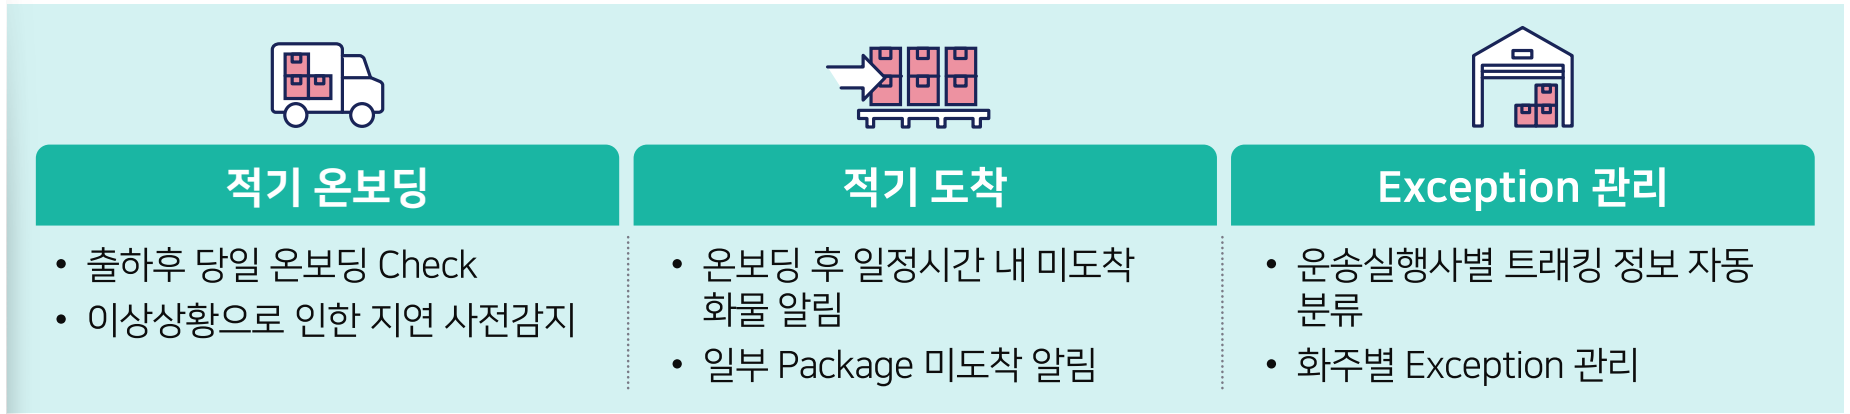 적기 온보딩
• 출하후 당일 온보딩 Check
• 이상상황으로 인한 지연 사전감지
적기 도착
• 온보딩 후 일정시간 내 미도착
화물 알림
• 일부 Package 미도착 알림
Exception 관리
• 운송실행사별 트래킹 정보 자동
분류
• 화주별 Exception 관리